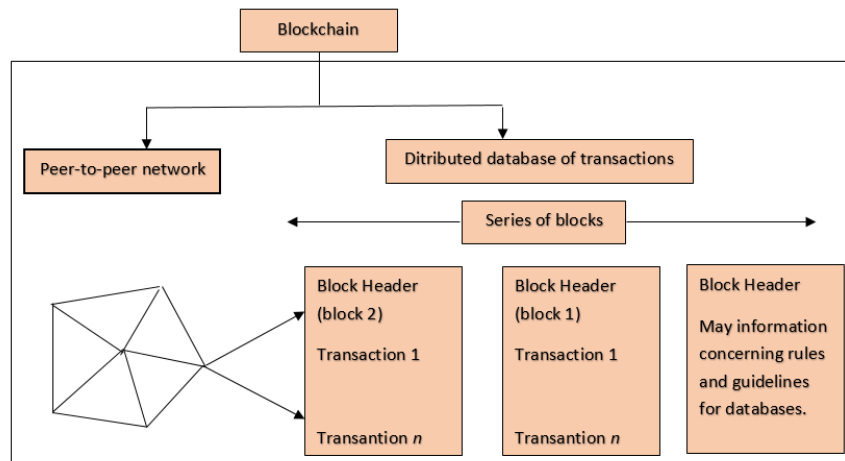 Blockchain
Peer-to-peer network
Ditributed database of transactions
Series of blocks
Block Header
(block 2)
Transaction 1
Transantion n
Block Header
(block 1)
Transaction 1
Transantion n
Block Header
May information
concerning rules
and guidelines
for databases.